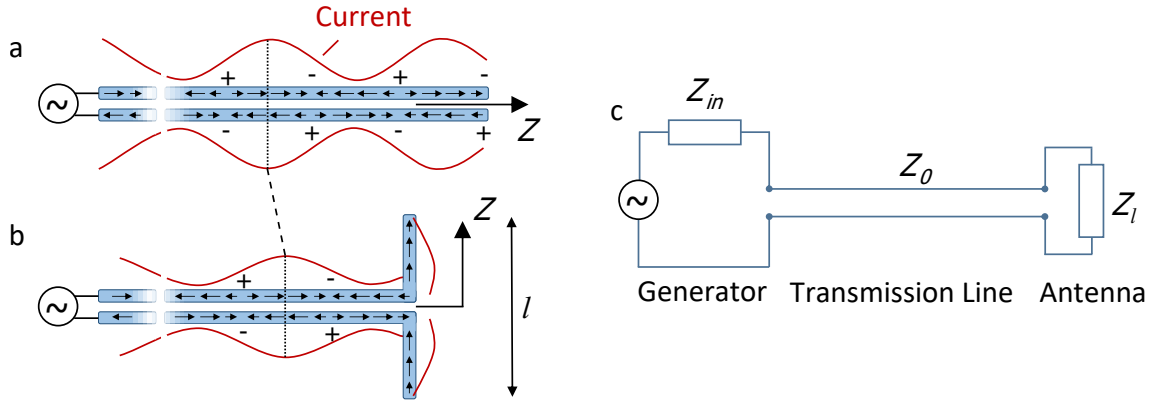 Current
a
+ - + -
- + - +
Z
b
Z
+ -
- +
l
c
Z_in
Z_0
Z_l
~
~
~
Generator Transmission Line Antenna